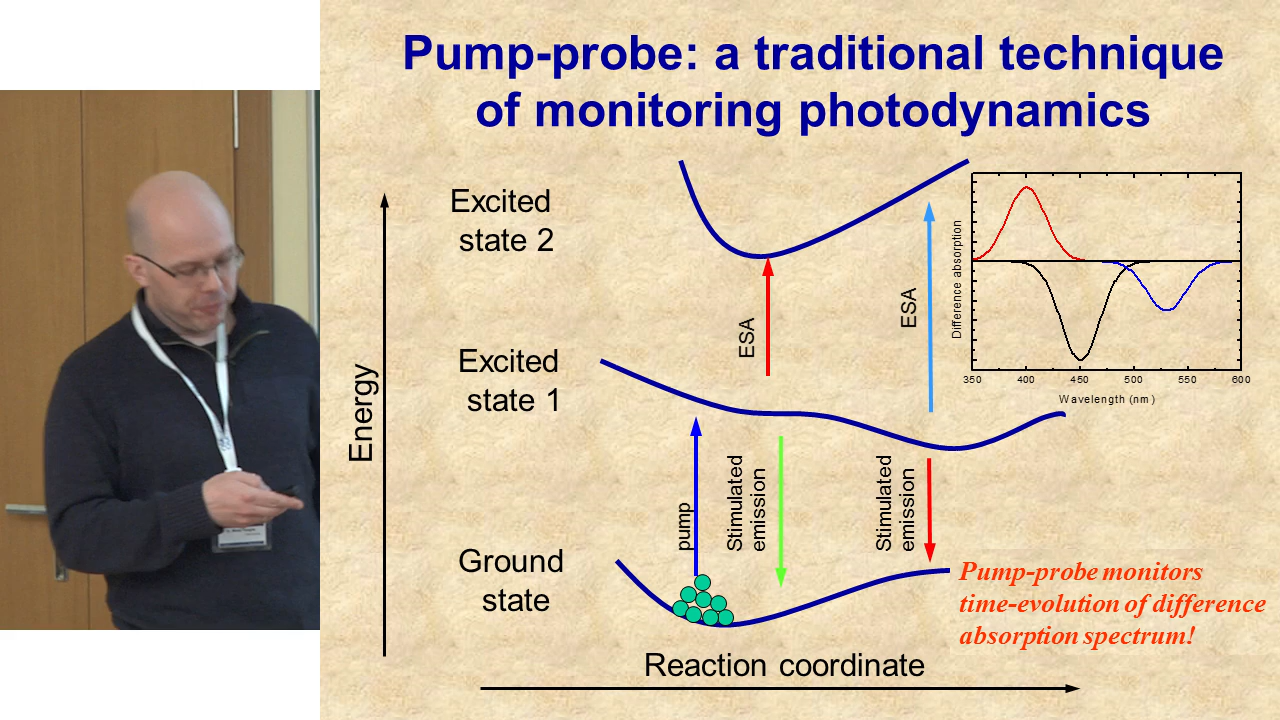 Pump-probe: a traditional technique
of monitoring photodynamics
Excited
state 2
Excited
state 1
Ground
state
Energy
Reaction coordinate
ESA
ESA
pump
Stimulated
emission
Stimulated
emission
Difference absorption
350 400 450 500 550 600
Wavelength (nm)
Pump-probe monitors
time-evolution of difference
absorption spectrum!